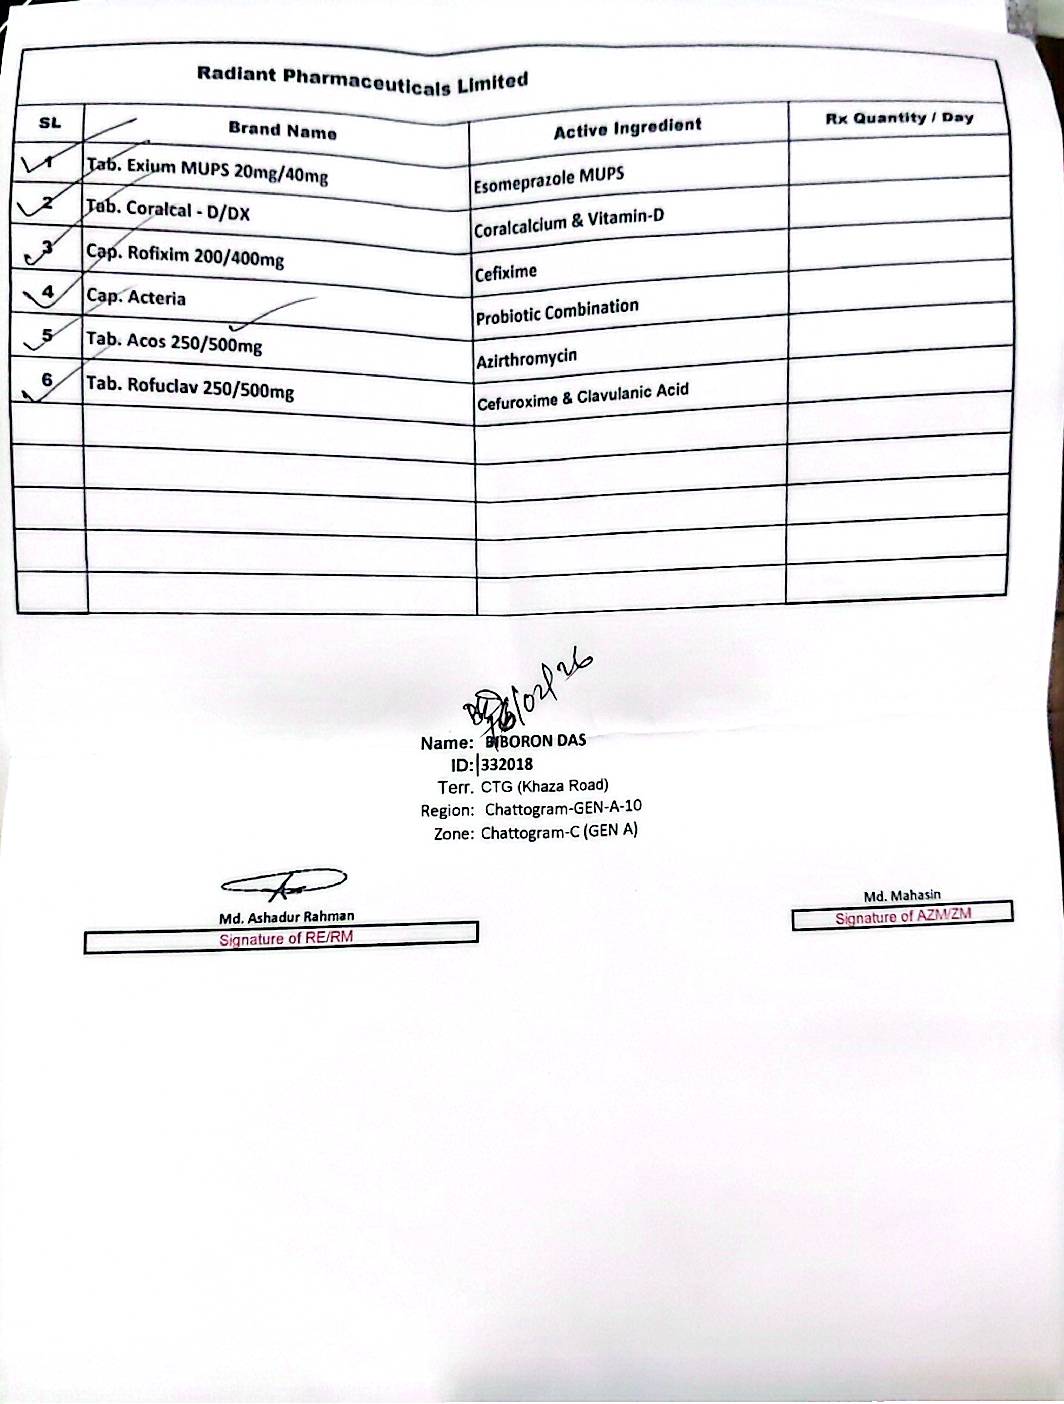 Radiant Pharmaceuticals Limited
SL Brand Name Active Ingredient Rx Quantity / Day
1 Tab. Exium MUPS 20mg/40mg Esomeprazole MUPS
2 Tab. Coralcal - D/DX Coralcalcium & Vitamin-D
3 Cap. Rofixim 200/400mg Cefixime
4 Cap. Acteria Probiotic Combination
5 Tab. Acos 250/500mg Azirthromycin
6 Tab. Rofuclav 250/500mg Cefuroxime & Clavulanic Acid
/02/26
Name: BIBORON DAS
ID: 332018
Terr. CTG (Khaza Road)
Region: Chattogram-GEN-A-10
Zone: Chattogram-C (GEN A)
Md. Ashadur Rahman
Signature of RE/RM
Md. Mahasin
Signature of AZM/ZM